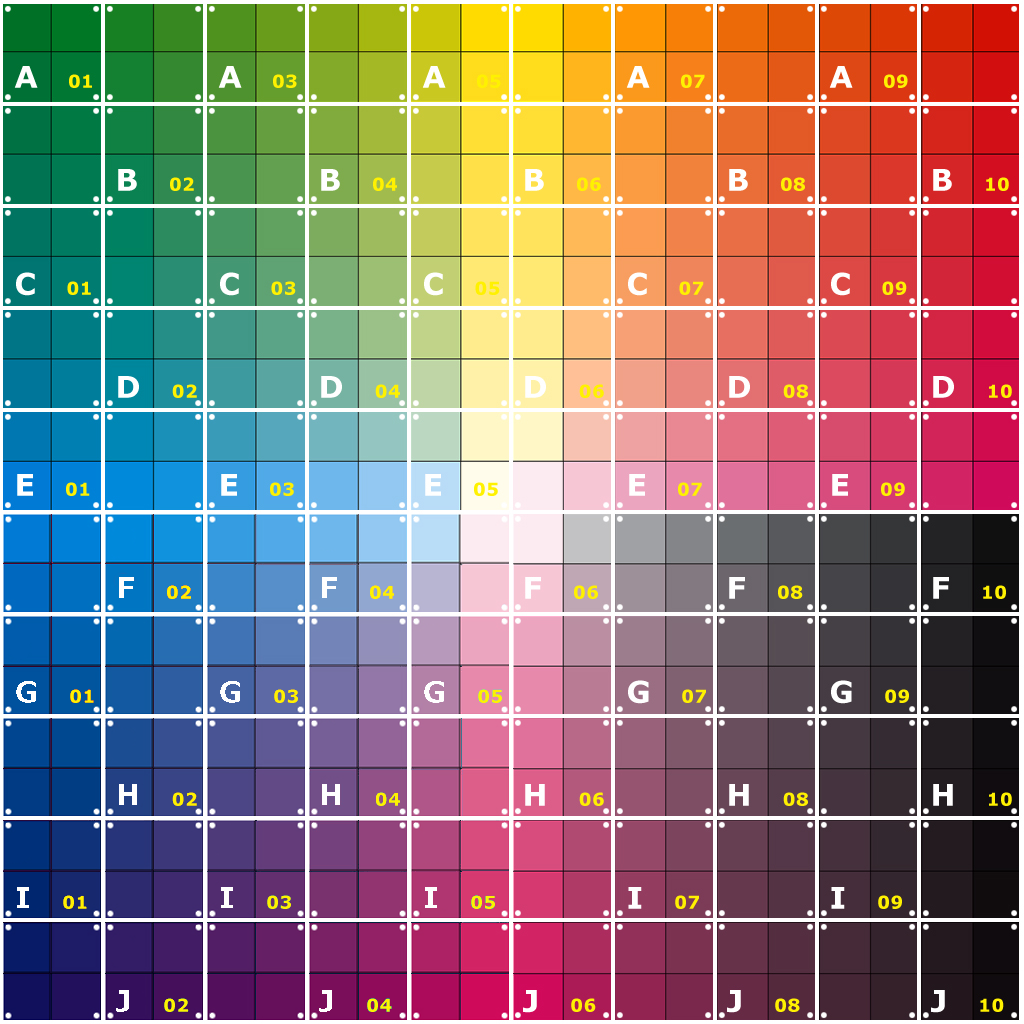 A 01 A 03 A 05 A 07 A 09
B 02 B 04 B 06 B 08 B 10
C 01 C 03 C 05 C 07 C 09
D 02 D 04 D 06 D 08 D 10
E 01 E 03 E 05 E 07 E 09
F 02 F 04 F 06 F 08 F 10
G 01 G 03 G 05 G 07 G 09
H 02 H 04 H 06 H 08 H 10
I 01 I 03 I 05 I 07 I 09
J 02 J 04 J 06 J 08 J 10